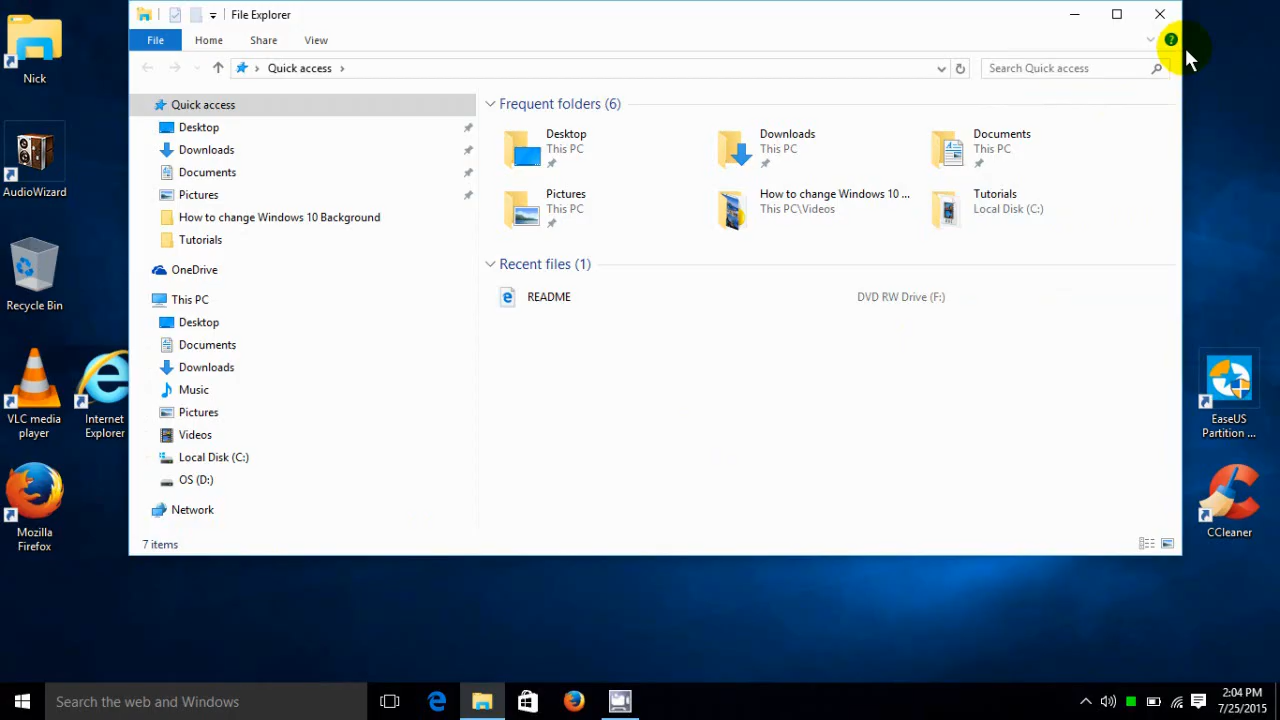 File Explorer
File
Home
Share
View
Quick access
Search Quick access
Quick access
Desktop
Downloads
Documents
Pictures
How to change Windows 10 Background
Tutorials
OneDrive
This PC
Desktop
Documents
Downloads
Music
Pictures
Videos
Local Disk (C:)
OS (D:)
Network
Frequent folders (6)
Desktop
This PC
Downloads
This PC
Documents
This PC
Pictures
This PC
How to change Windows 10 ...
This PC\Videos
Tutorials
Local Disk (C:)
Recent files (1)
README
DVD RW Drive (F:)
7 items
Nick
AudioWizard
Recycle Bin
VLC media
player
Internet
Explorer
Mozilla
Firefox
EaseUS
Partition ...
CCleaner
Search the web and Windows
2:04 PM
7/25/2015